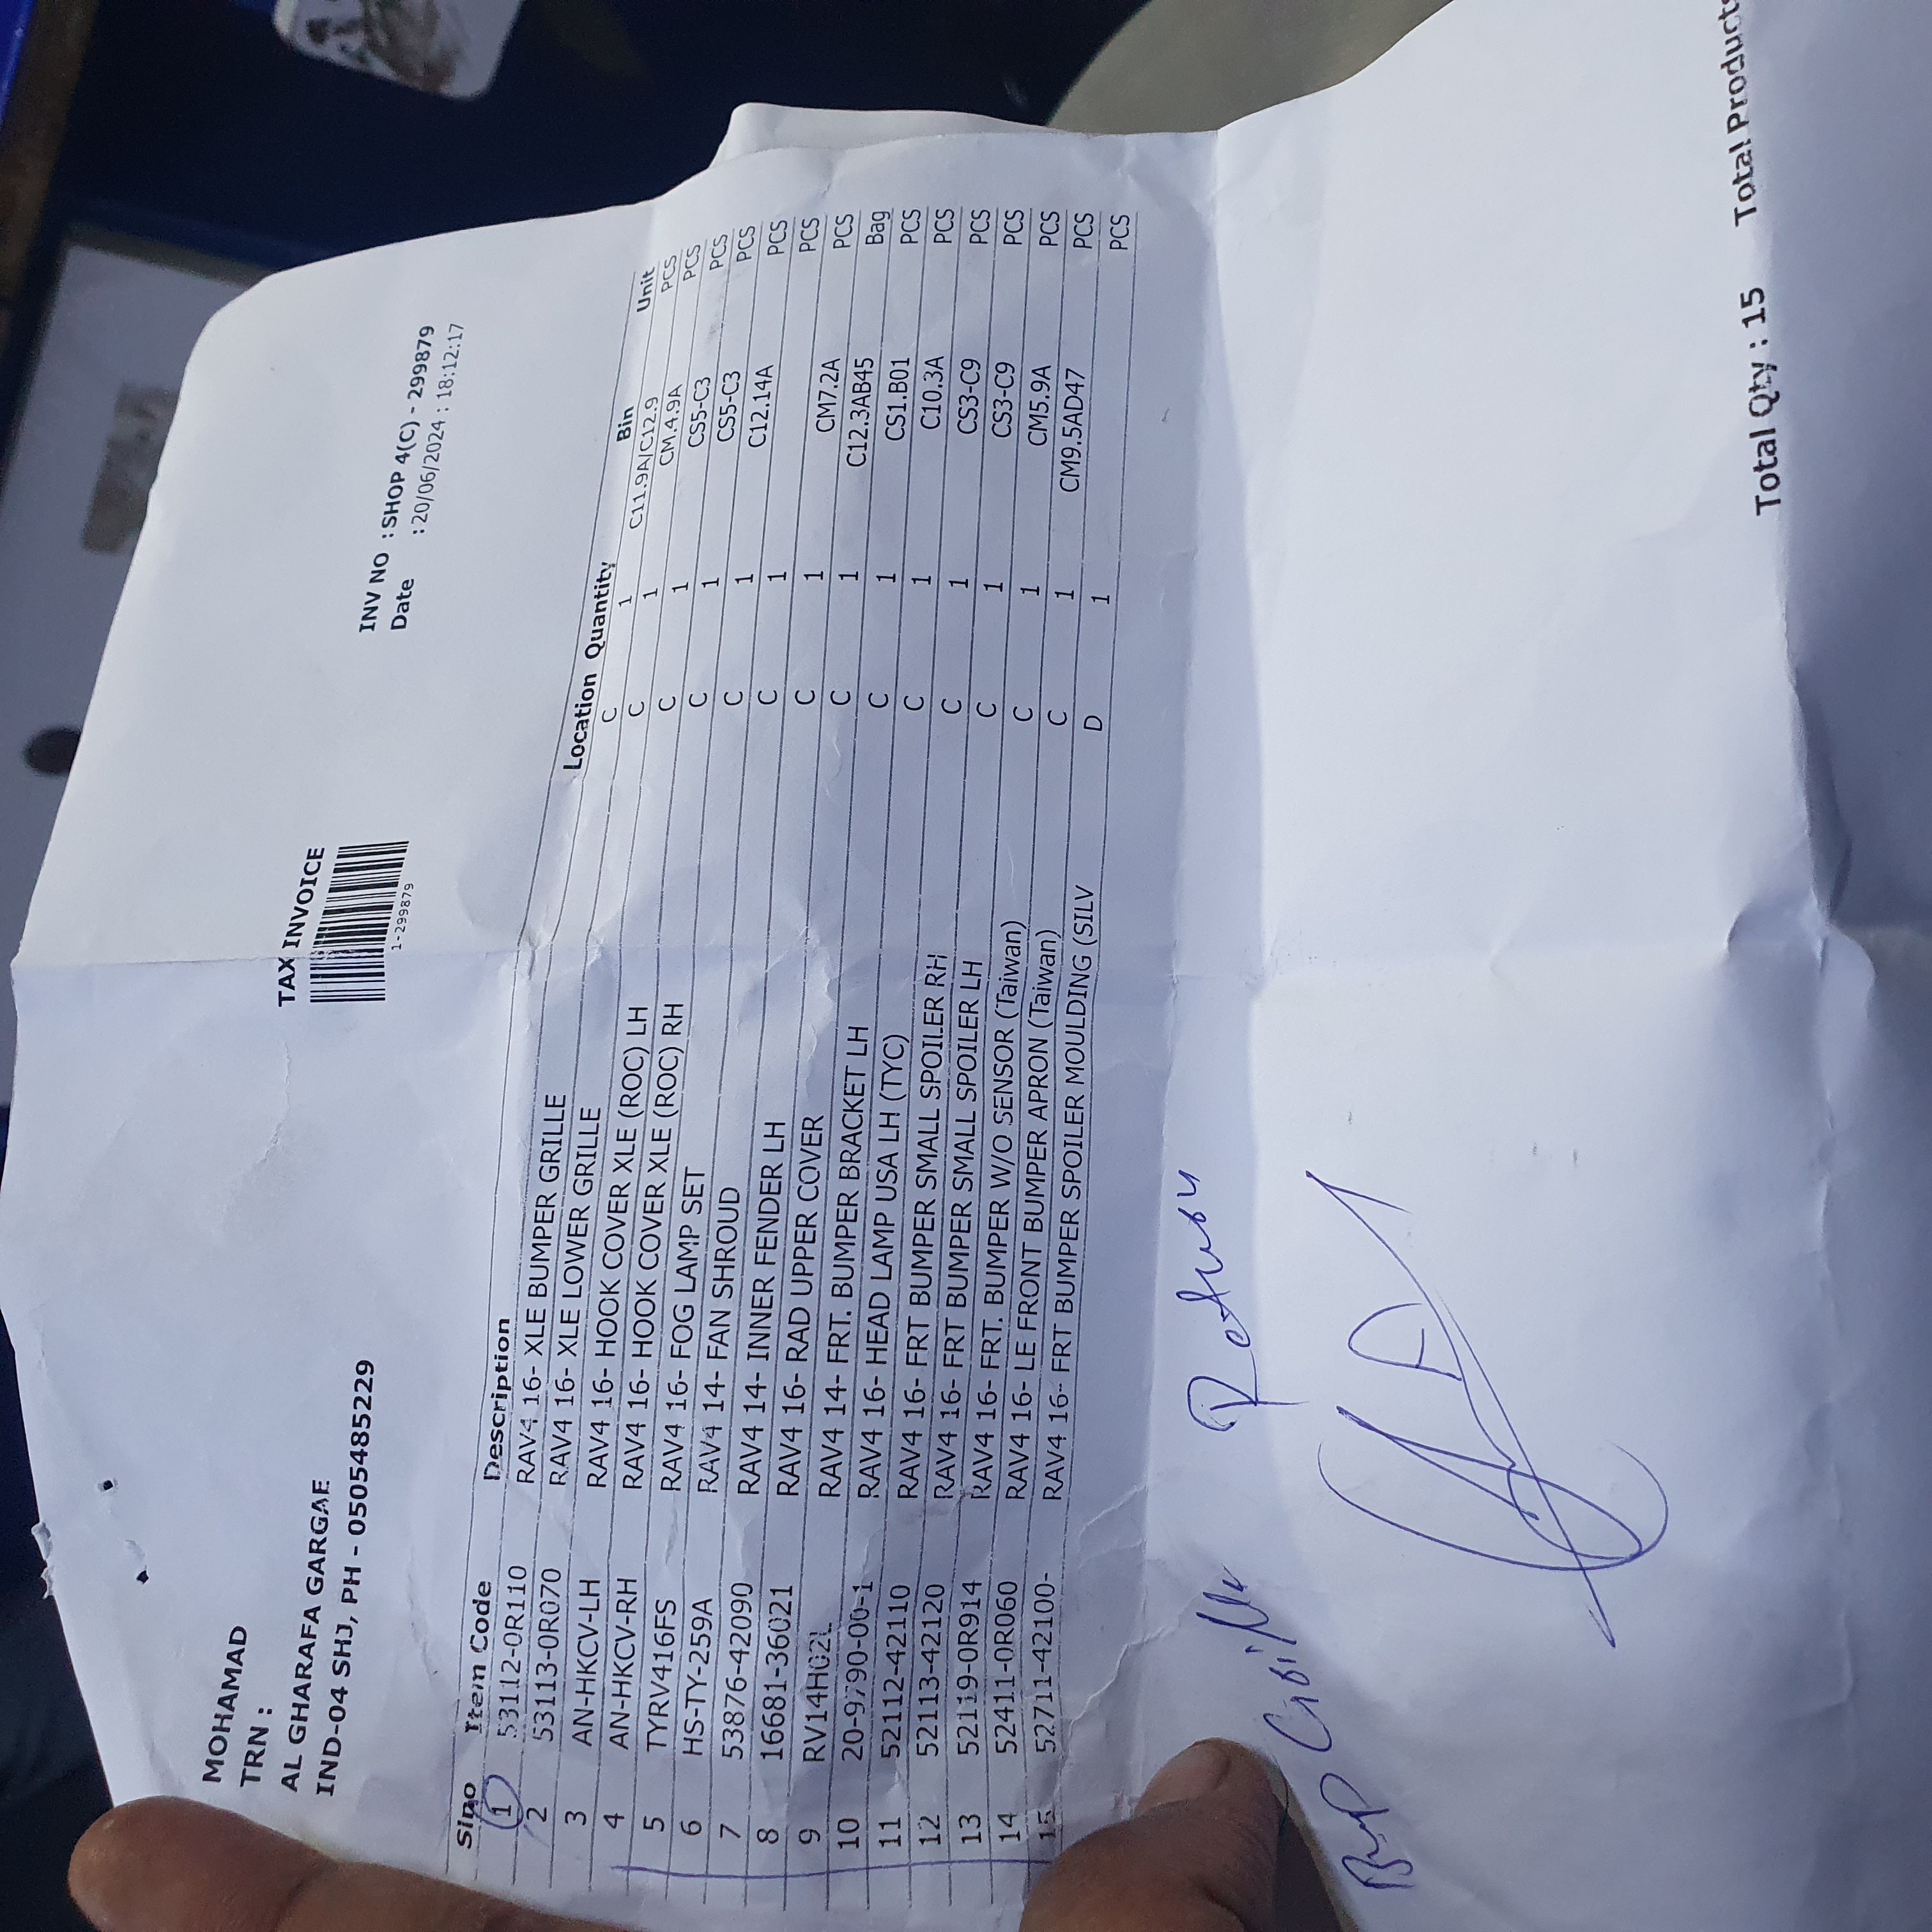 TAX INVOICE
1-299879
MOHAMAD
TRN :
AL GHARAFA GARGAE
IND-04 SHJ, PH - 0505485229
INV NO : SHOP 4(C) - 299879
Date : 20/06/2024 : 18:12:17
Slno Item Code Description Location Quantity Bin Unit
1 53112-0R110 RAV4 16- XLE BUMPER GRILLE C 1 C11.9A/C12.9 PCS
2 53113-0R070 RAV4 16- XLE LOWER GRILLE C 1 CM.4.9A PCS
3 AN-HKCV-LH RAV4 16- HOOK COVER XLE (ROC) LH C 1 CS5-C3 PCS
4 AN-HKCV-RH RAV4 16- HOOK COVER XLE (ROC) RH C 1 CS5-C3 PCS
5 TYRV416FS RAV4 16- FOG LAMP SET C 1 C12.14A PCS
6 HS-TY-259A RAV4 14- FAN SHROUD C 1 PCS
7 53876-42090 RAV4 14- INNER FENDER LH C 1 CM7.2A PCS
8 16681-36021 RAV4 16- RAD UPPER COVER C 1 C12.3AB45 Bag
9 RV14H02L RAV4 14- FRT. BUMPER BRACKET LH C 1 CS1.B01 PCS
10 20-9790-00-1 RAV4 16- HEAD LAMP USA LH (TYC) C 1 C10.3A PCS
11 52112-42110 RAV4 16- FRT BUMPER SMALL SPOILER RH C 1 CS3-C9 PCS
12 52113-42120 RAV4 16- FRT BUMPER SMALL SPOILER LH C 1 CS3-C9 PCS
13 52119-0R914 RAV4 16- FRT. BUMPER W/O SENSOR (Taiwan) C 1 CM5.9A PCS
14 52411-0R060 RAV4 16- LE FRONT BUMPER APRON (Taiwan) C 1 CM9.5AD47 PCS
15 52711-42100- RAV4 16- FRT BUMPER SPOILER MOULDING (SILV D 1 PCS
Return
Total Qty : 15 Total Products